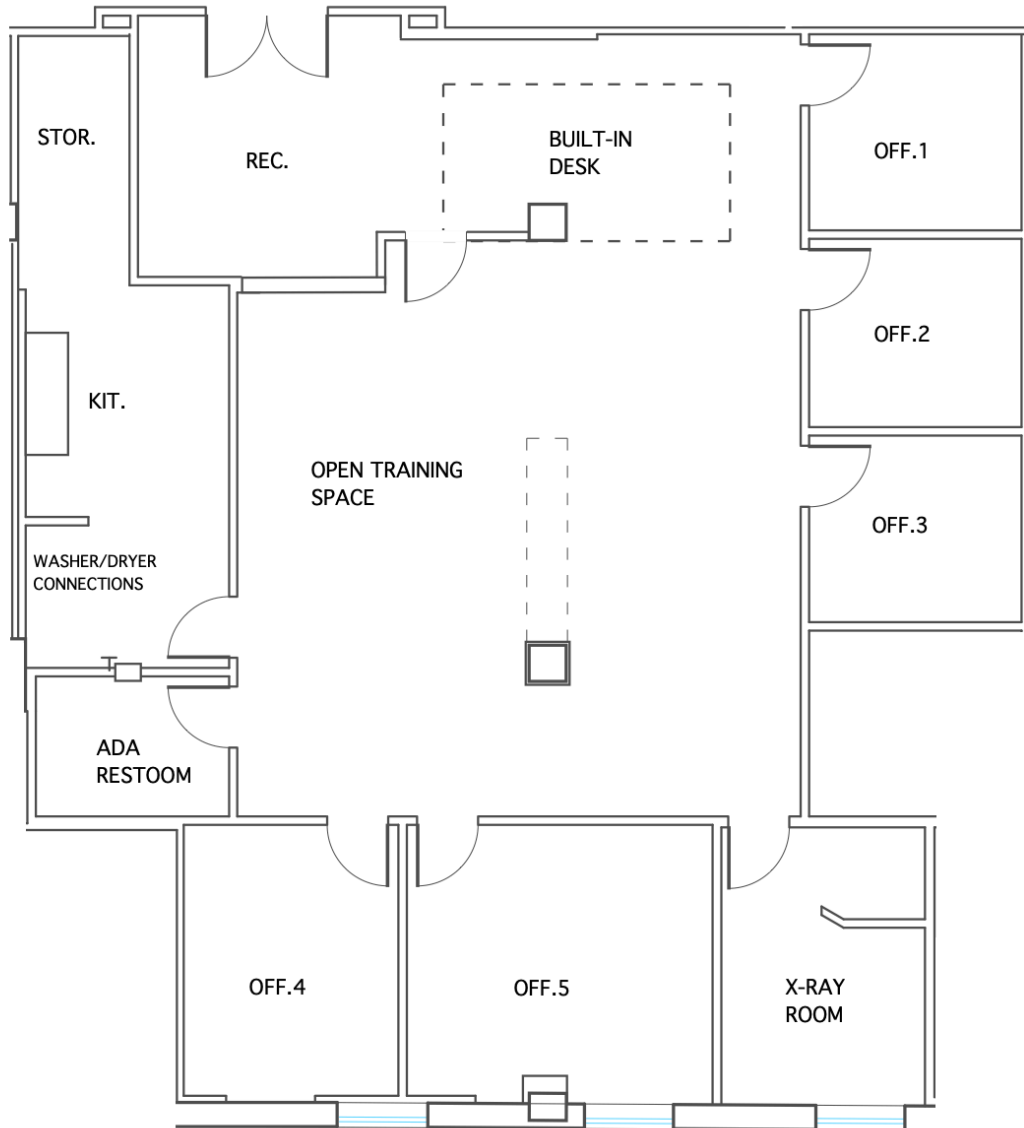 STOR.
REC.
BUILT-IN
DESK
OFF.1
OFF.2
KIT.
OPEN TRAINING
SPACE
OFF.3
WASHER/DRYER
CONNECTIONS
ADA
RESTOOM
OFF.4
OFF.5
X-RAY
ROOM